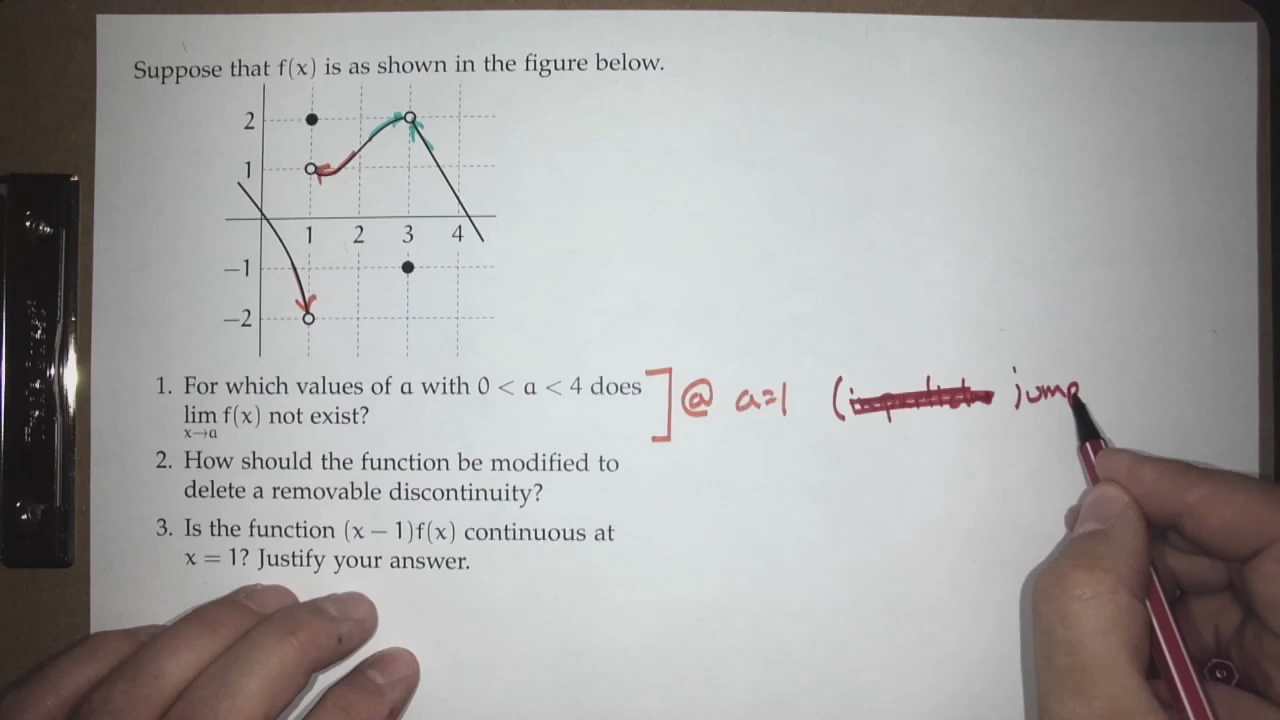 Suppose that f(x) is as shown in the figure below.
2
1
1 2 3 4
−1
−2
1. For which values of a with 0 < a < 4 does
lim f(x) not exist?
x→a
] @ a=1 ( jump
2. How should the function be modified to
delete a removable discontinuity?
3. Is the function (x − 1)f(x) continuous at
x = 1? Justify your answer.